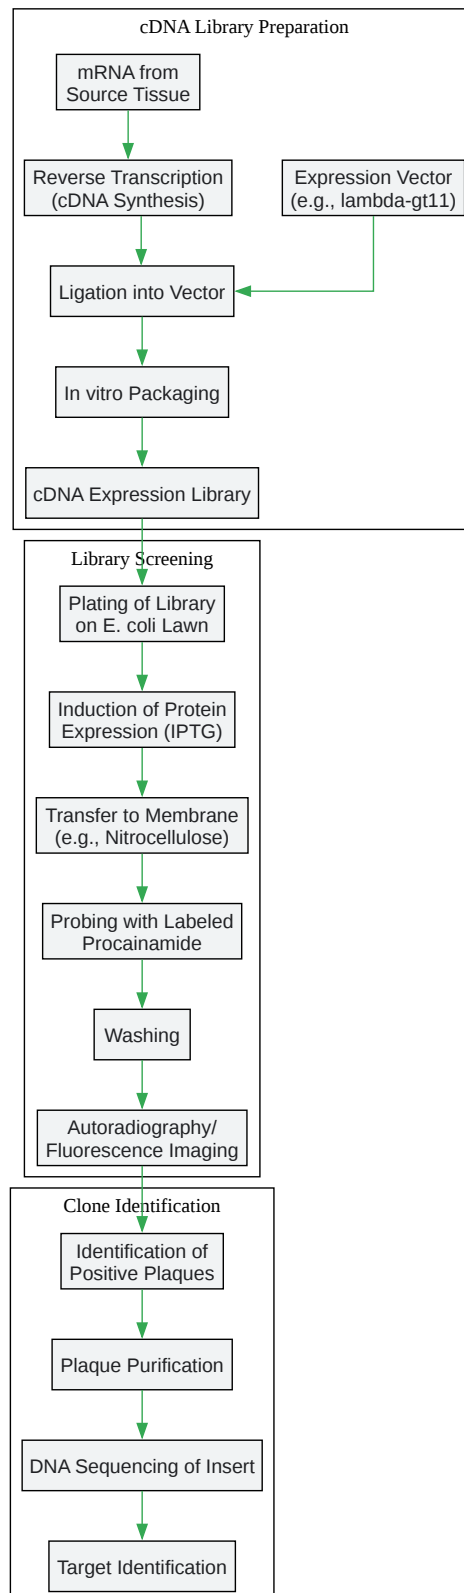 cDNA Library Preparation
mRNA from
Source Tissue
Reverse Transcription
(cDNA Synthesis)
Expression Vector
(e.g., lambda-gt11)
Ligation into Vector
In vitro Packaging
cDNA Expression Library
Library Screening
Plating of Library
on E. coli Lawn
Induction of Protein
Expression (IPTG)
Transfer to Membrane
(e.g., Nitrocellulose)
Probing with Labeled
Procainamide
Washing
Autoradiography/
Fluorescence Imaging
Clone Identification
Identification of
Positive Plaques
Plaque Purification
DNA Sequencing of Insert
Target Identification